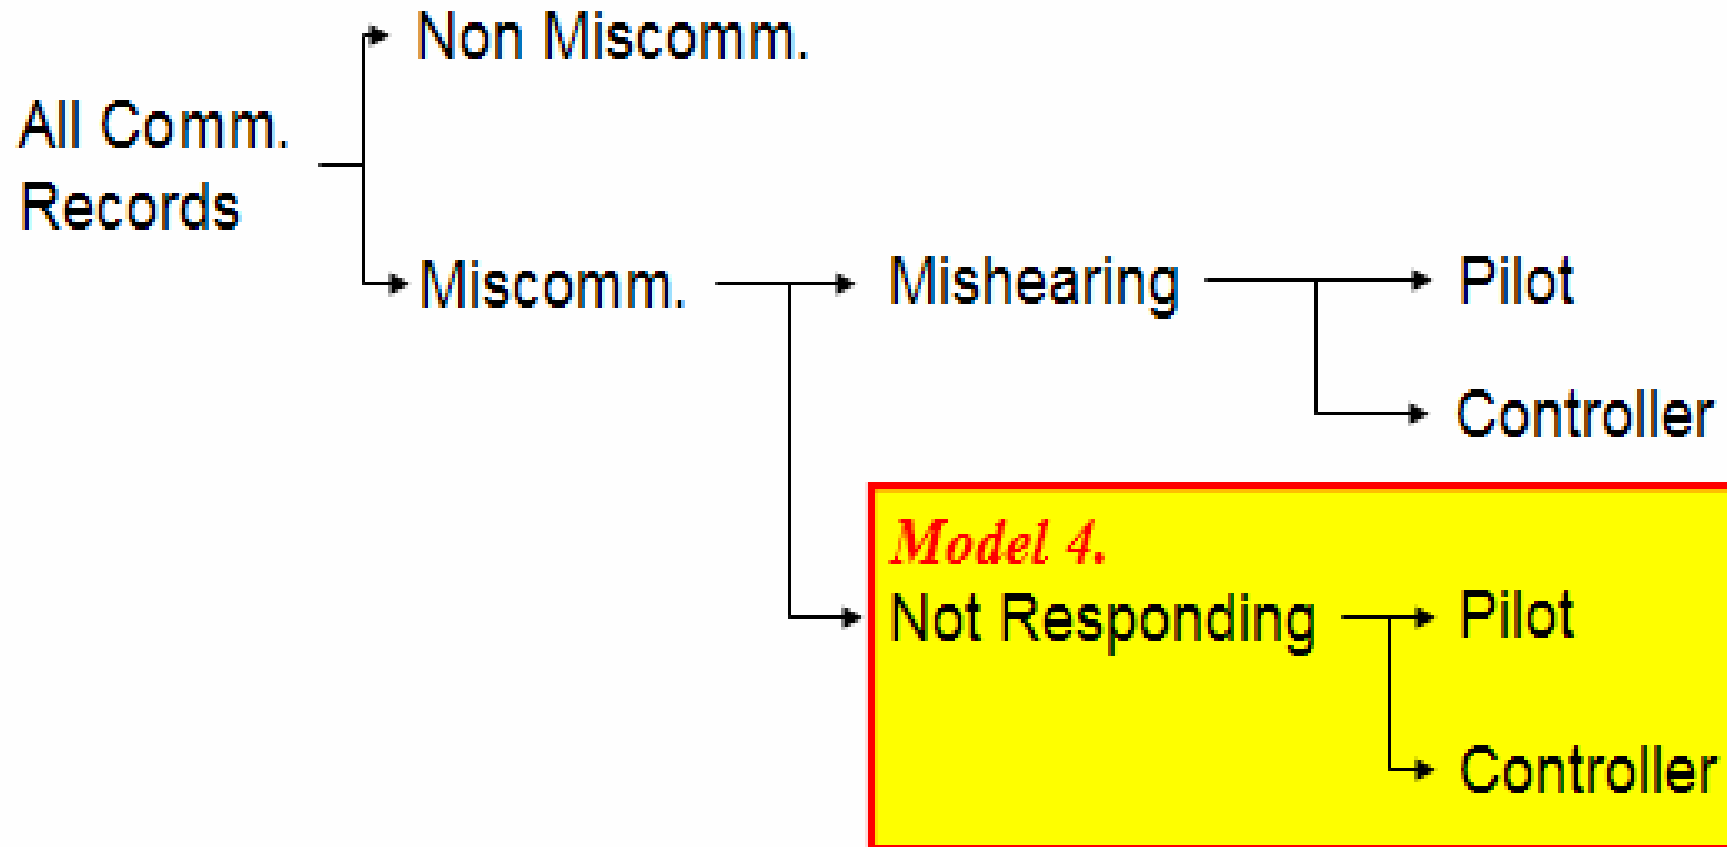 Non Miscomm.
All Comm.
Records
Miscomm.
Mishearing
Pilot
Controller
Model 4.
Not Responding
Pilot
Controller